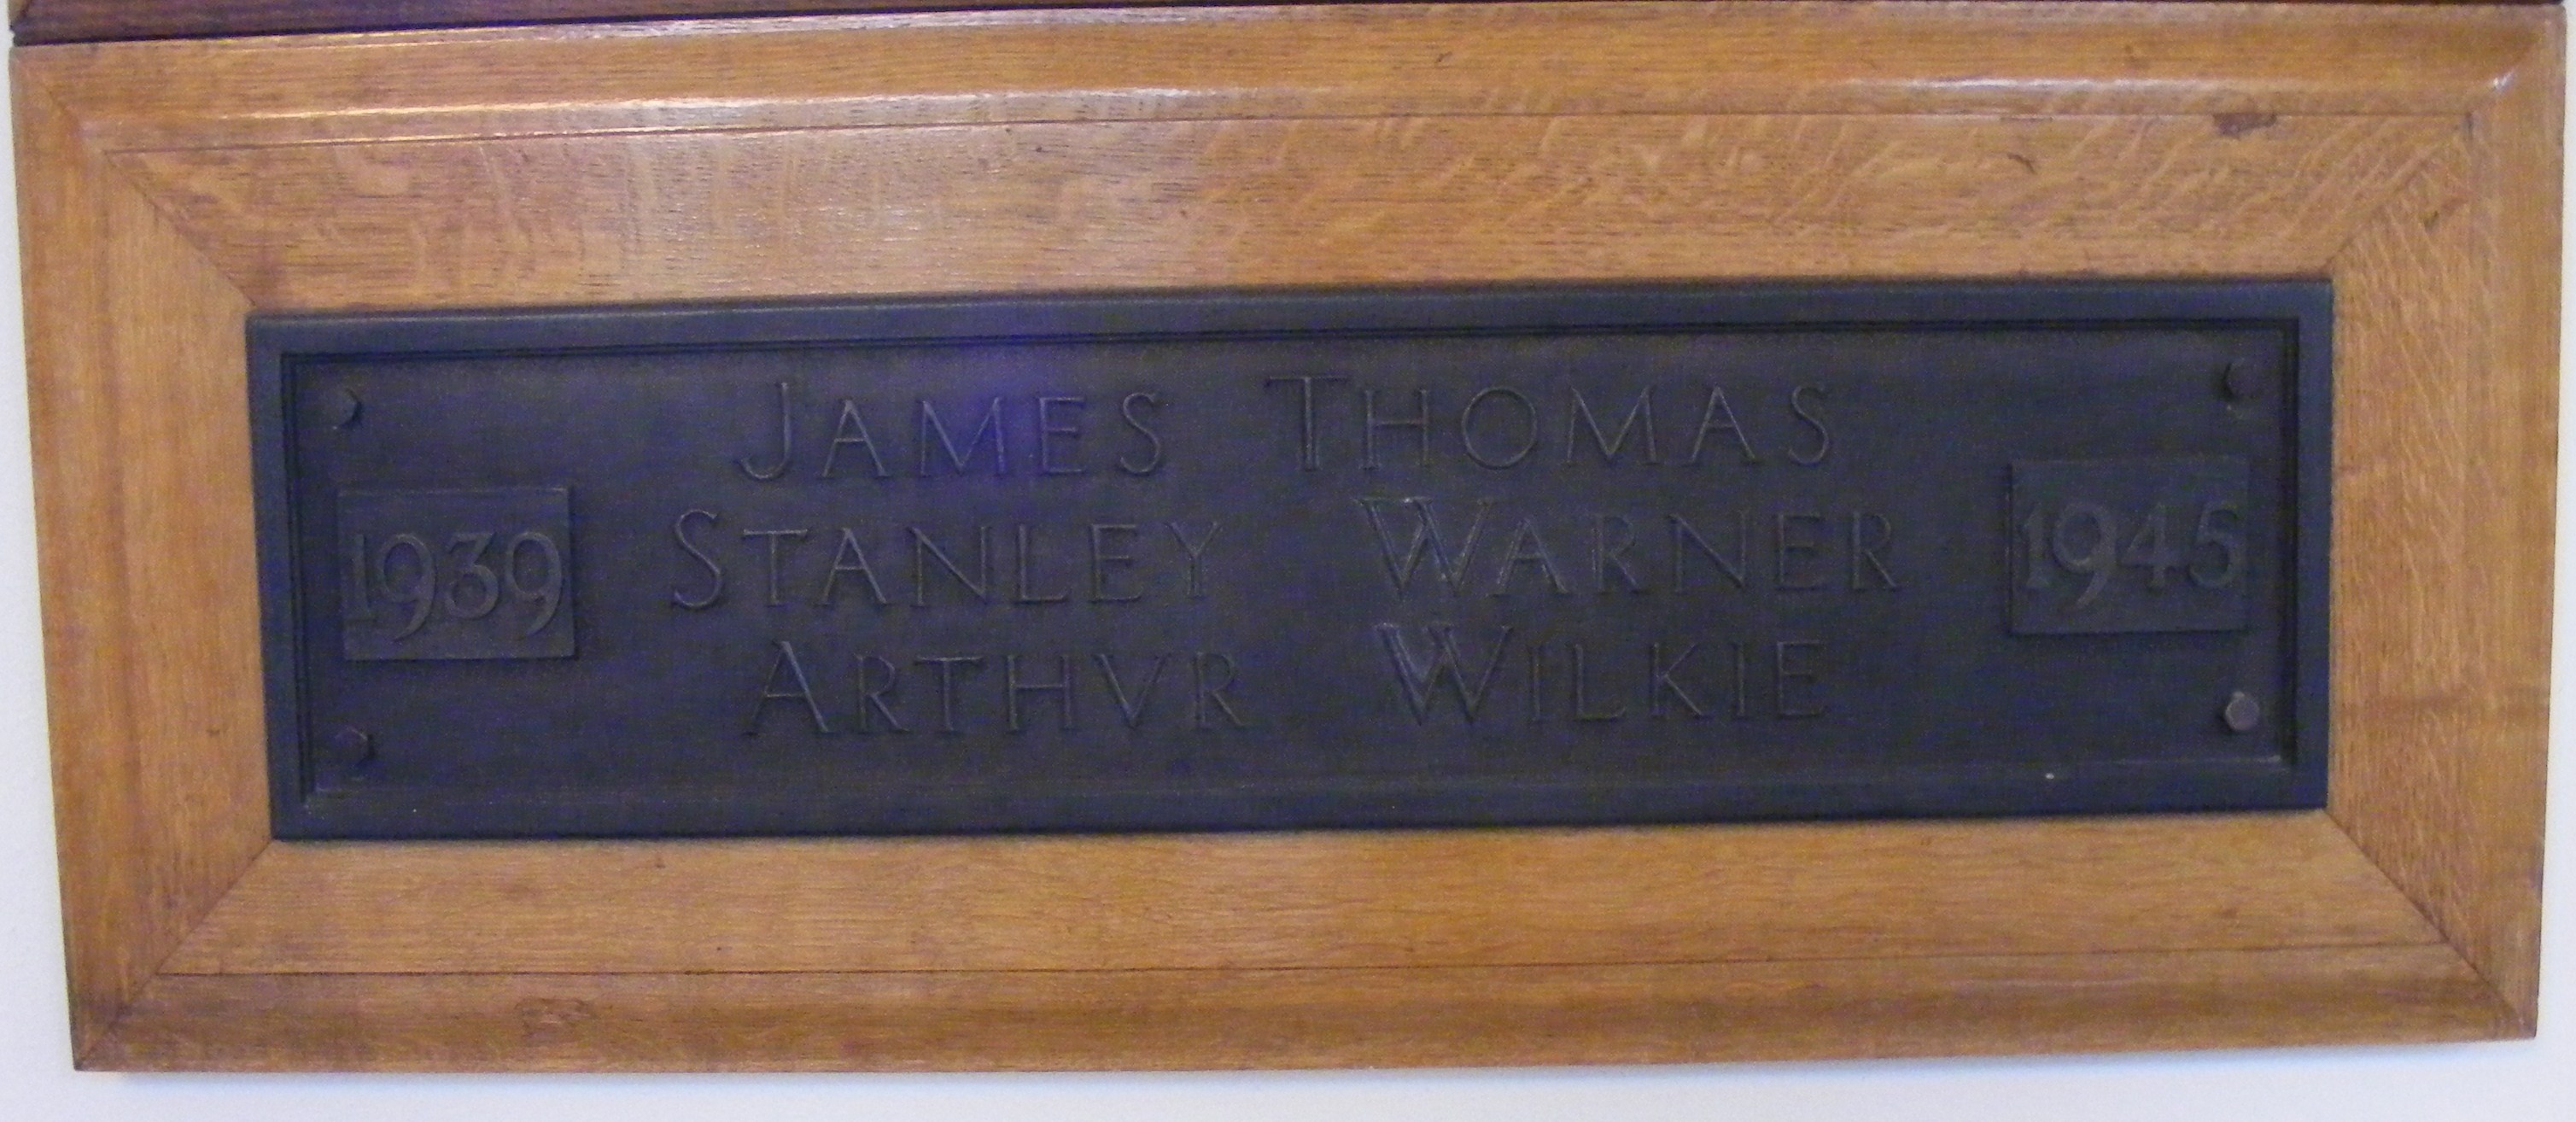 JAMES THOMAS
1939 STANLEY WARNER 1945
ARTHVR WILKIE